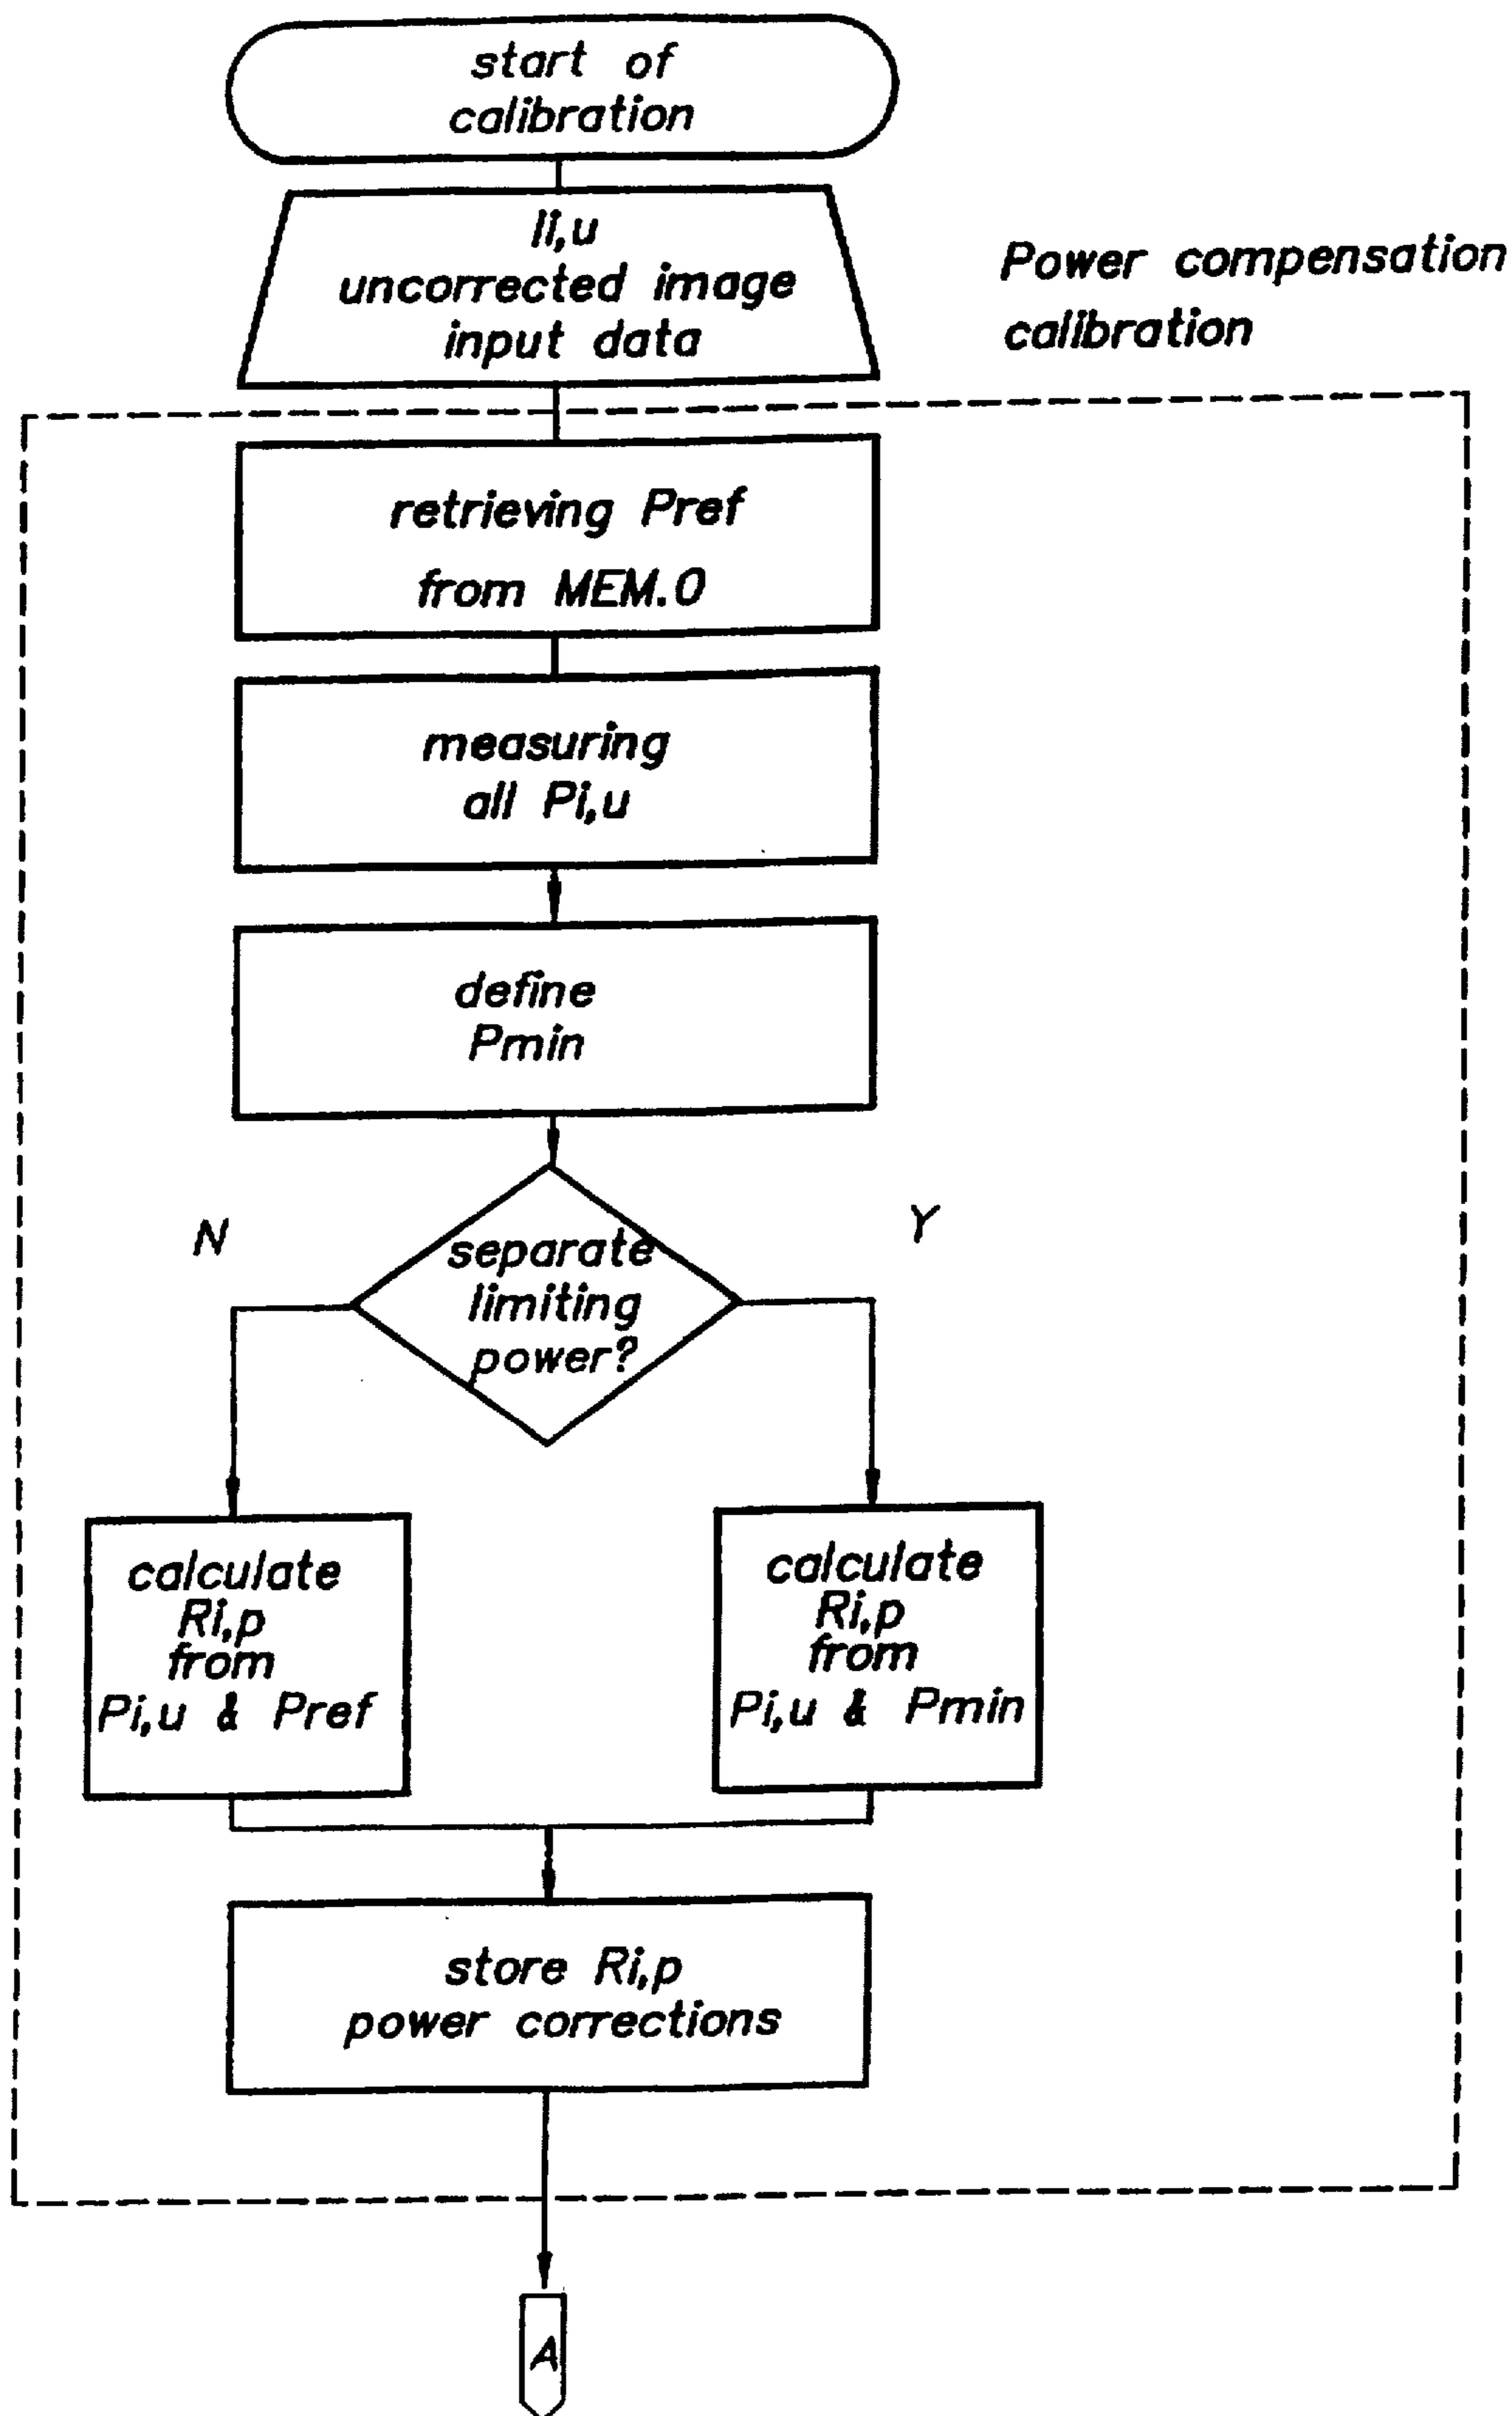 start of
calibration
Ii,u
uncorrected image
input data
Power compensation
calibration
retrieving Pref
from MEM.0
measuring
all Pi,u
define
Pmin
N
Y
separate
limiting
power?
calculate
Ri,p
from
Pi,u & Pref
calculate
Ri,p
from
Pi,u & Pmin
store Ri,p
power corrections
A